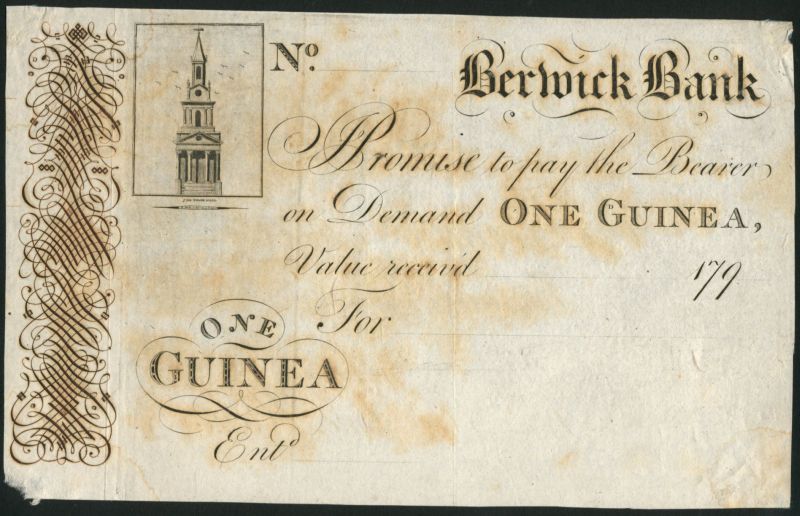 No.
Berwick Bank
I Promise to pay the Bearer
on Demand ONE GUINEA,
Value receiv'd 179
For
ONE
GUINEA
Entd